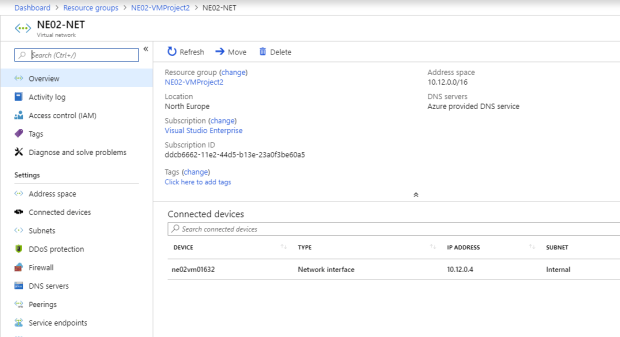 Dashboard > Resource groups > NE02-VMProject2 > NE02-NET
NE02-NET
Virtual network
Search (Ctrl+/)
«
Overview
Activity log
Access control (IAM)
Tags
Diagnose and solve problems
Settings
Address space
Connected devices
Subnets
DDoS protection
Firewall
DNS servers
Peerings
Service endpoints
Refresh Move Delete
Resource group (change)
NE02-VMProject2
Location
North Europe
Subscription (change)
Visual Studio Enterprise
Subscription ID
ddcb6662-11e2-44d5-b13e-23a0f3be60a5
Tags (change)
Click here to add tags
Address space
10.12.0.0/16
DNS servers
Azure provided DNS service
Connected devices
Search connected devices
DEVICE TYPE IP ADDRESS SUBNET
ne02vm01632 Network interface 10.12.0.4 Internal